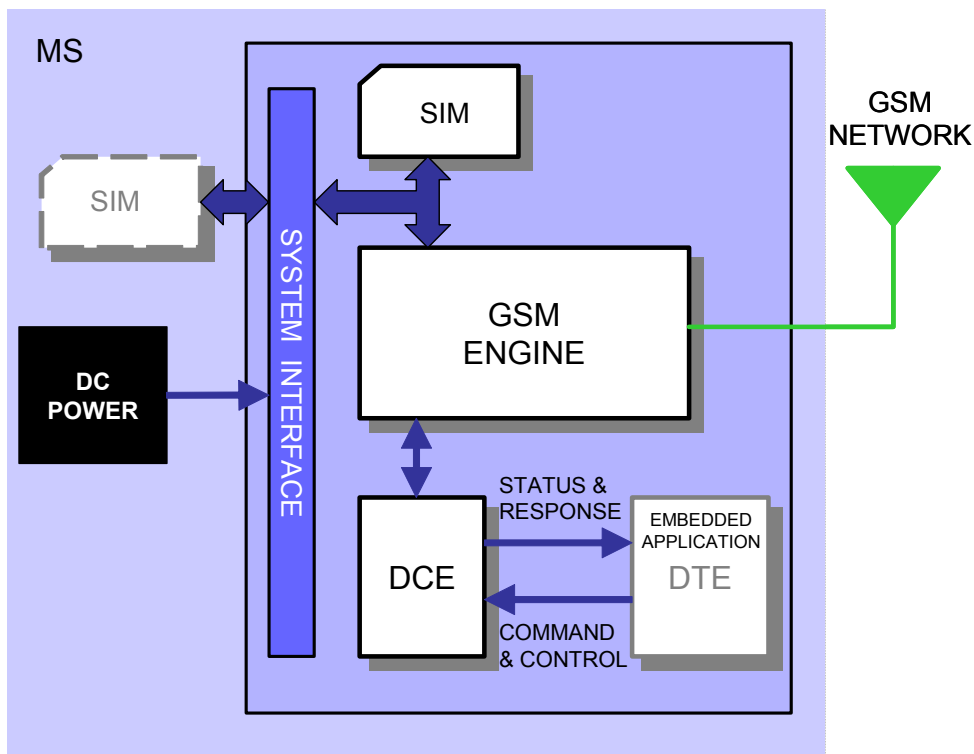 MS
SIM
GSM
NETWORK
SIM
SYSTEM INTERFACE
GSM
ENGINE
DC
POWER
STATUS &
RESPONSE
EMBEDDED
APPLICATION
DCE
DTE
COMMAND
& CONTROL